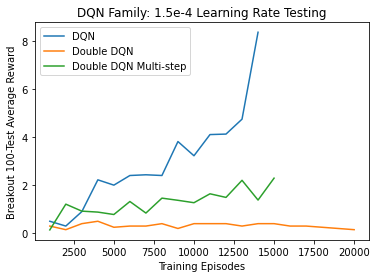 DQN Family: 1.5e-4 Learning Rate Testing
DQN
Double DQN
Double DQN Multi-step
Breakout 100-Test Average Reward
8
6
4
2
0
2500 5000 7500 10000 12500 15000 17500 20000
Training Episodes